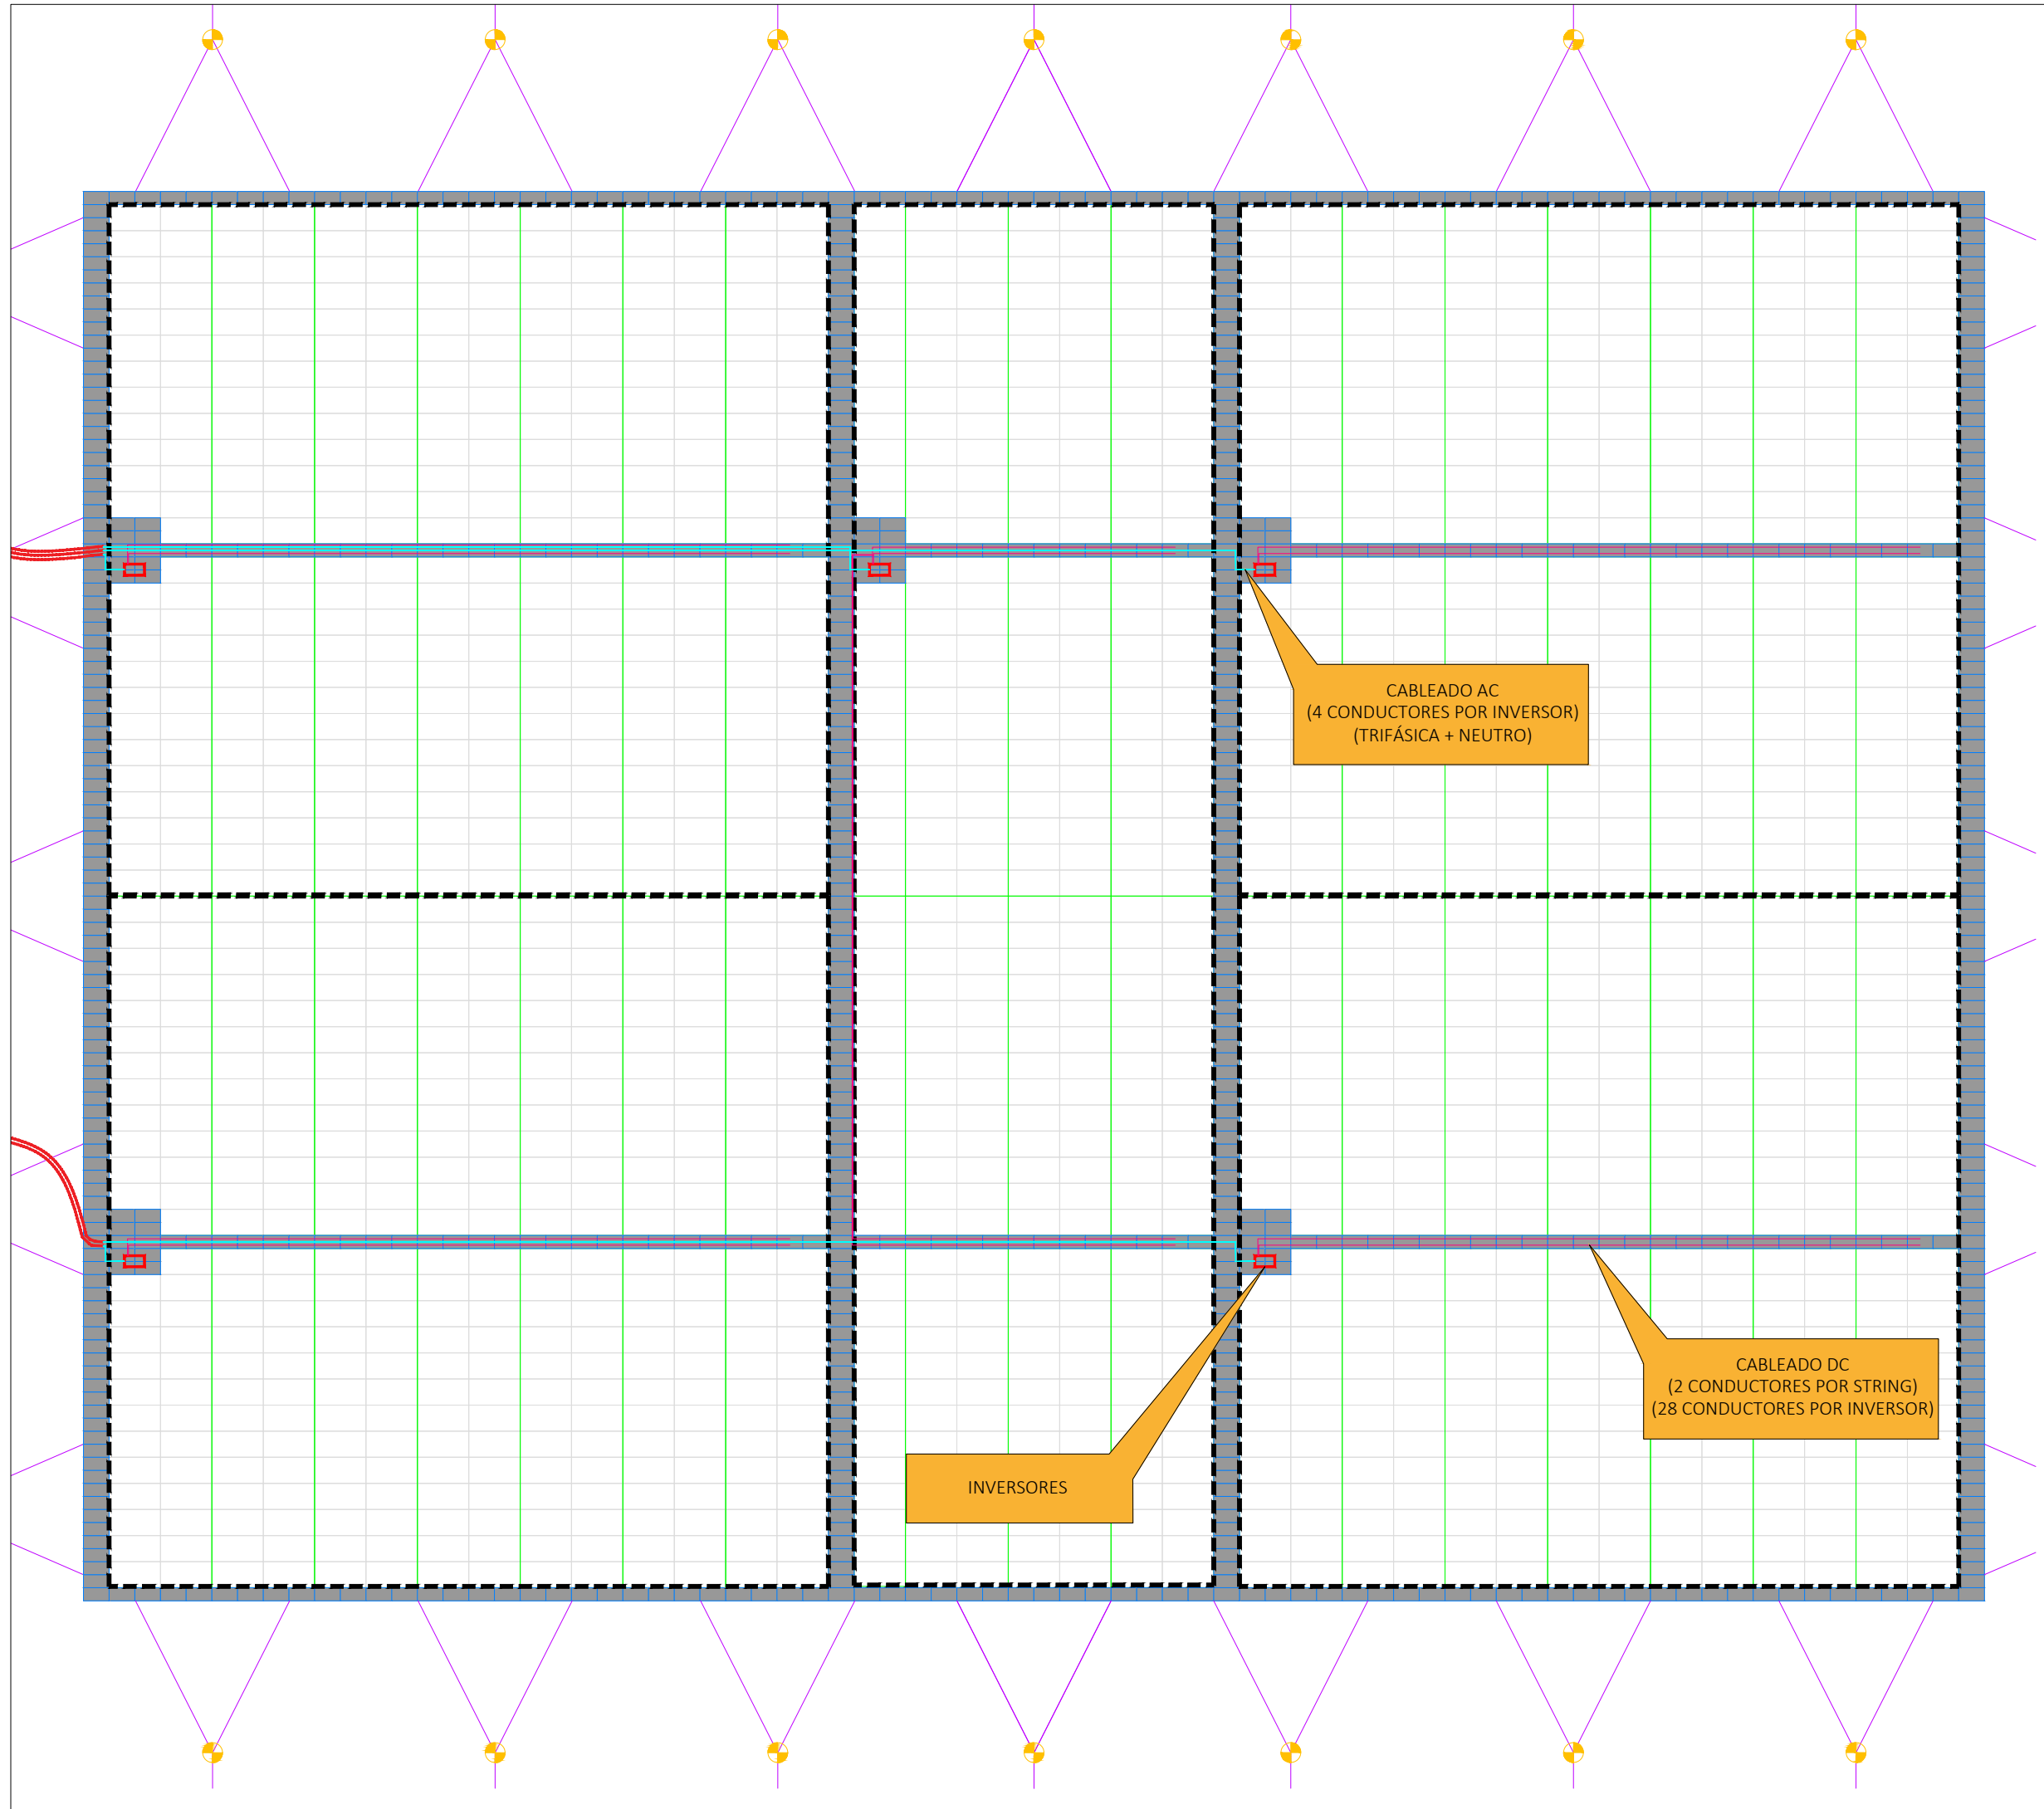 CABLEADO AC
(4 CONDUCTORES POR INVERSOR)
(TRIFÁSICA + NEUTRO)
CABLEADO DC
(2 CONDUCTORES POR STRING)
(28 CONDUCTORES POR INVERSOR)
INVERSORES